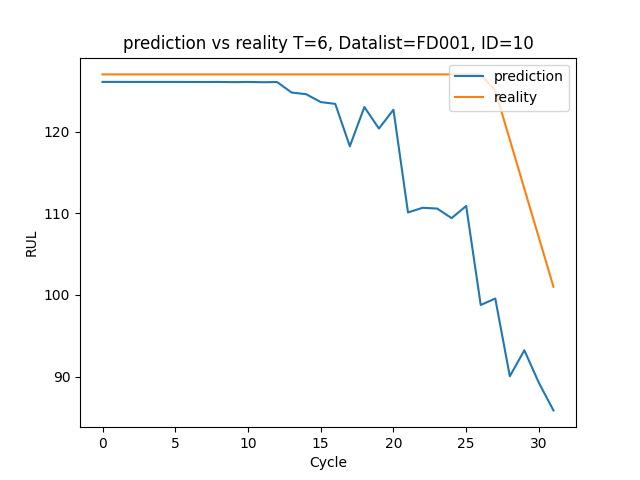 prediction vs reality T=6, Datalist=FD001, ID=10
prediction
reality
RUL
120
110
100
90
0 5 10 15 20 25 30
Cycle